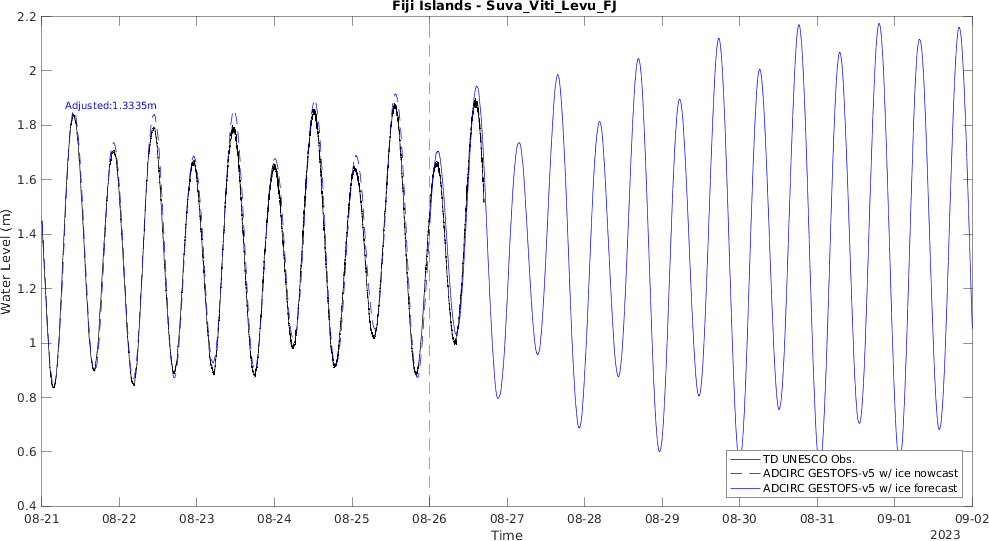 Fiji Islands - Suva_Viti_Levu_FJ
2.2
2
1.8
1.6
1.4
1.2
1
0.8
0.6
0.4
Water Level (m)
Adjusted:1.3335m
TD UNESCO Obs.
ADCIRC GESTOFS-v5 w/ ice nowcast
ADCIRC GESTOFS-v5 w/ ice forecast
08-21 08-22 08-23 08-24 08-25 08-26 08-27 08-28 08-29 08-30 08-31 09-01 09-02
Time
2023